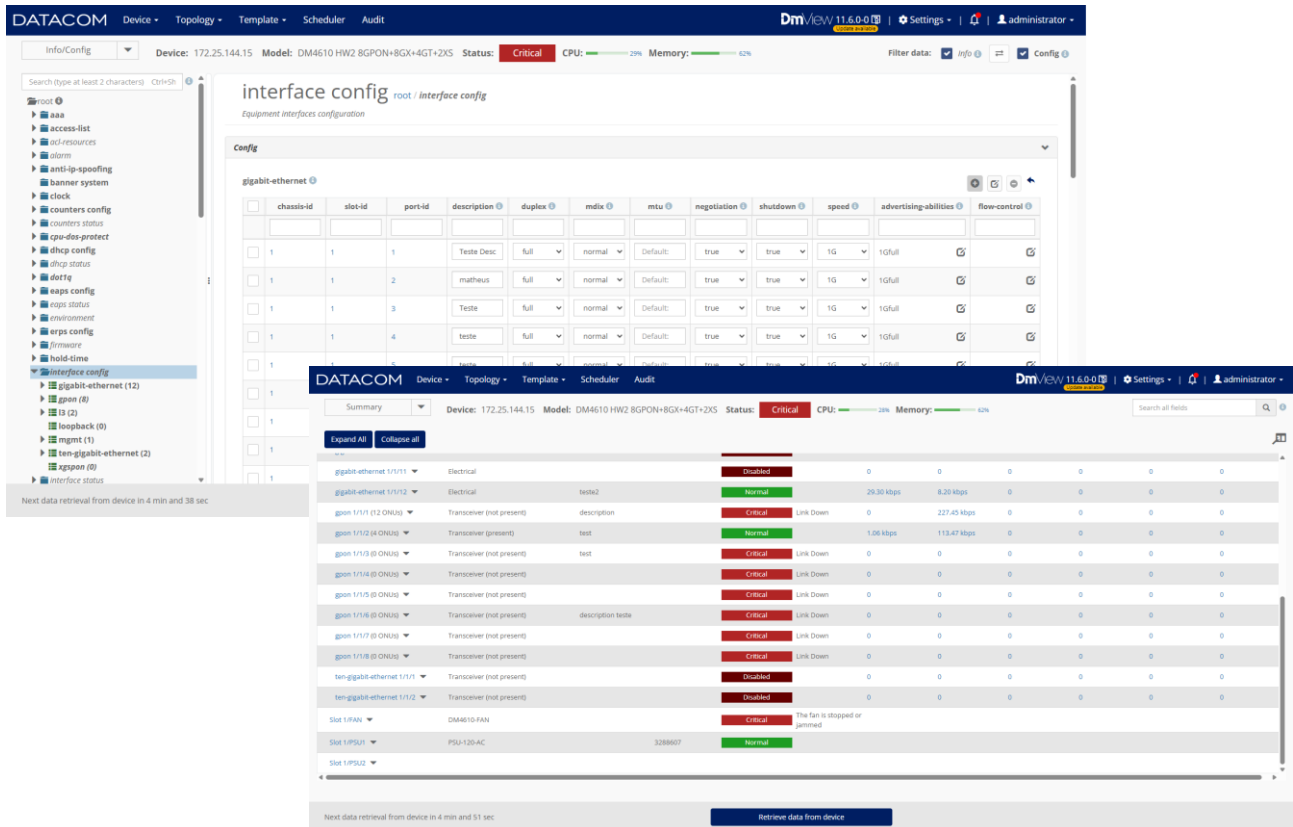 DATACOM Device Topology Template Scheduler Audit DmView 11.6.0-0 | Settings | | administrator
Update available
Info/Config Device: 172.25.144.15 Model: DM4610 HW2 8GPON+8GX+4GT+2XS Status: Critical CPU: 29% Memory: 62% Filter data: Info Config
Search (type at least 2 characters) Ctrl+Sh
root
aaa
access-list
acl-resources
alarm
anti-ip-spoofing
banner system
clock
counters config
counters status
cpu-dos-protect
dhcp config
dhcp status
dot1q
eaps config
eaps status
environment
erps config
firmware
hold-time
interface config
gigabit-ethernet (12)
gpon (8)
l3 (2)
loopback (0)
mgmt (1)
ten-gigabit-ethernet (2)
xgspon (0)
interface status
Next data retrieval from device in 4 min and 38 sec
interface config root / interface config
Equipment interfaces configuration
Config
gigabit-ethernet
chassis-id slot-id port-id description duplex mdix mtu negotiation shutdown speed advertising-abilities flow-control
1 1 1 Teste Desc full normal Default: true true 1G 1Gfull
1 1 2 matheus full normal Default: true true 1G 1Gfull
1 1 3 Teste full normal Default: true true 1G 1Gfull
1 1 4 teste full normal Default: true true 1G 1Gfull
1 1 5 teste full normal Default: true true 1G 1Gfull
1
1
1
1
DATACOM Device Topology Template Scheduler Audit DmView 11.6.0-0 | Settings | | administrator
Update available
Summary Device: 172.25.144.15 Model: DM4610 HW2 8GPON+8GX+4GT+2XS Status: Critical CPU: 28% Memory: 62% Search all fields
Expand All Collapse all
gigabit-ethernet 1/1/11 Electrical Disabled 0 0 0 0 0 0
gigabit-ethernet 1/1/12 Electrical teste2 Normal 29.30 kbps 8.20 kbps 0 0 0 0
gpon 1/1/1 (12 ONUs) Transceiver (not present) description Critical Link Down 0 227.45 kbps 0 0 0 0
gpon 1/1/2 (4 ONUs) Transceiver (present) test Normal 1.06 kbps 113.47 kbps 0 0 0 0
gpon 1/1/3 (0 ONUs) Transceiver (not present) test Critical Link Down 0 0 0 0 0 0
gpon 1/1/4 (0 ONUs) Transceiver (not present) Critical Link Down 0 0 0 0 0 0
gpon 1/1/5 (0 ONUs) Transceiver (not present) Critical Link Down 0 0 0 0 0 0
gpon 1/1/6 (0 ONUs) Transceiver (not present) description teste Critical Link Down 0 0 0 0 0 0
gpon 1/1/7 (0 ONUs) Transceiver (not present) Critical Link Down 0 0 0 0 0 0
gpon 1/1/8 (0 ONUs) Transceiver (not present) Critical Link Down 0 0 0 0 0 0
ten-gigabit-ethernet 1/1/1 Transceiver (not present) Disabled 0 0 0 0 0 0
ten-gigabit-ethernet 1/1/2 Transceiver (not present) Disabled 0 0 0 0 0 0
Slot 1/FAN DM4610-FAN Critical The fan is stopped or
jammed
Slot 1/PSU1 PSU-120-AC 3288607 Normal
Slot 1/PSU2
Next data retrieval from device in 4 min and 51 sec Retrieve data from device